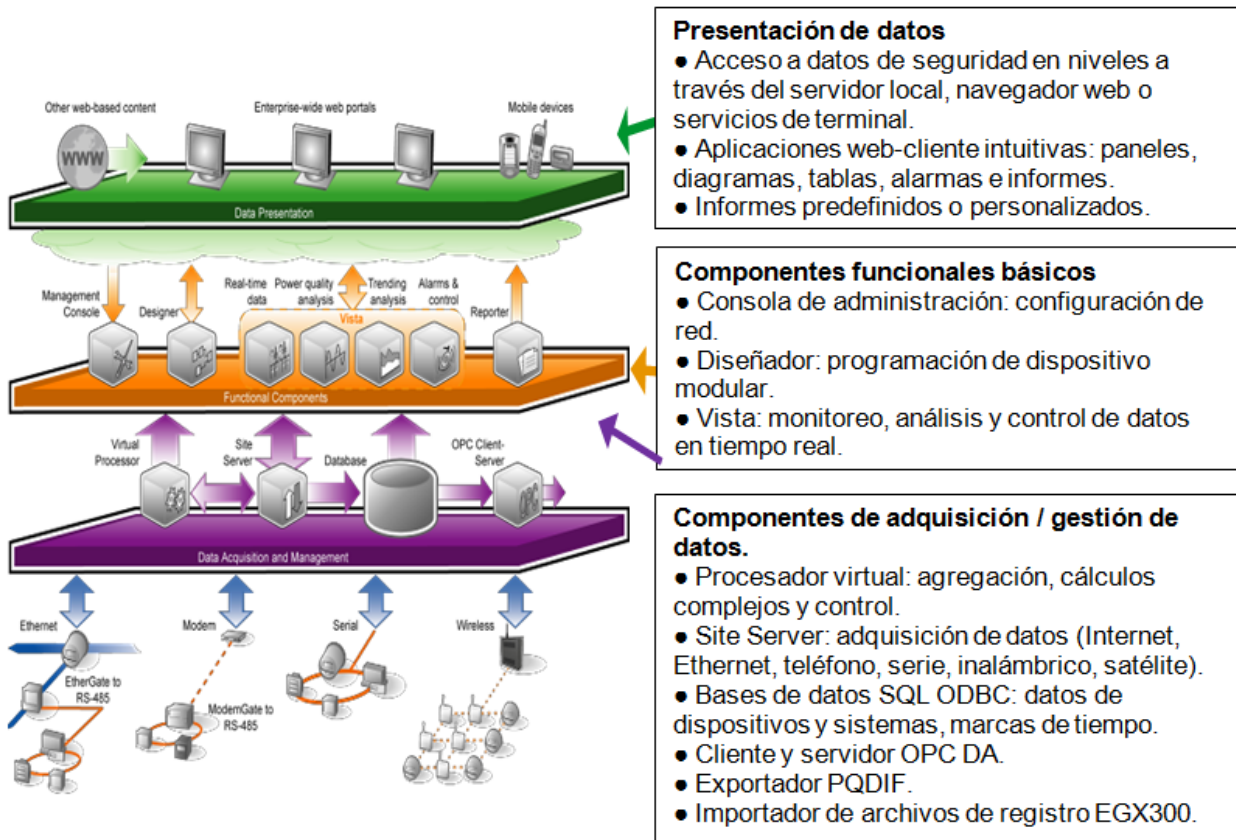 Other web-based content
Enterprise-wide web portals
Mobile devices
WWW
Data Presentation
Management
Console
Designer
Real-time
data
Power quality
analysis
Trending
analysis
Alarms &
control
Reporter
Vista
Functional Components
Virtual
Processor
Site
Server
Database
OPC Client-
Server
OPC
Data Acquisition and Management
Ethernet
Modem
Serial
Wireless
EtherGate to
RS-485
ModemGate to
RS-485
Presentación de datos
● Acceso a datos de seguridad en niveles a
través del servidor local, navegador web o
servicios de terminal.
● Aplicaciones web-cliente intuitivas: paneles,
diagramas, tablas, alarmas e informes.
● Informes predefinidos o personalizados.
Componentes funcionales básicos
● Consola de administración: configuración de
red.
● Diseñador: programación de dispositivo
modular.
● Vista: monitoreo, análisis y control de datos
en tiempo real.
Componentes de adquisición / gestión de
datos.
● Procesador virtual: agregación, cálculos
complejos y control.
● Site Server: adquisición de datos (Internet,
Ethernet, teléfono, serie, inalámbrico, satélite).
● Bases de datos SQL ODBC: datos de
dispositivos y sistemas, marcas de tiempo.
● Cliente y servidor OPC DA.
● Exportador PQDIF.
● Importador de archivos de registro EGX300.